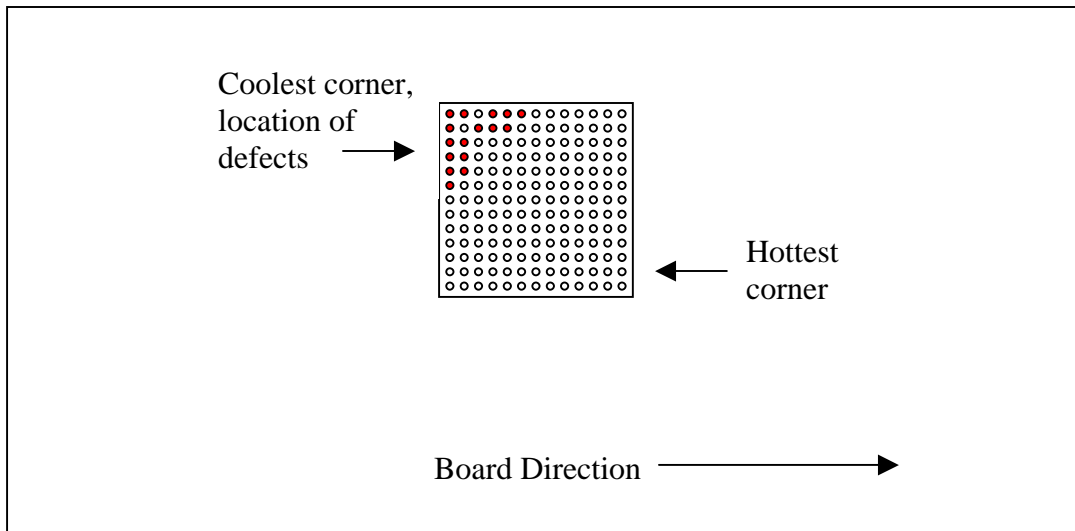 Coolest corner,
location of
defects
Hottest
corner
Board Direction